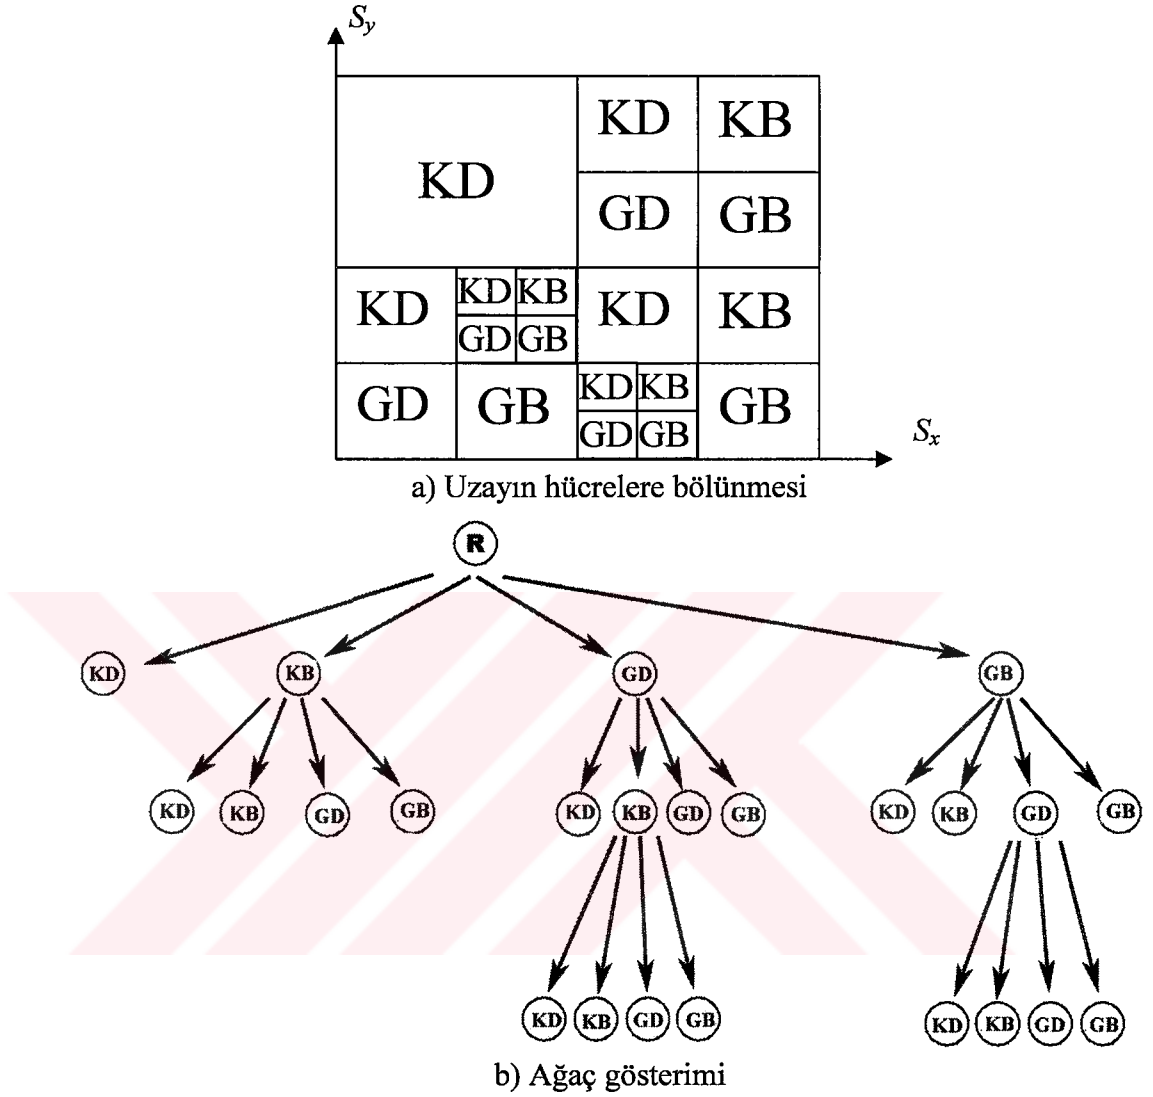 Sy
KD KB
KD
GD GB
KD KD KB KD KB
GD GB
GD GB KD KB GB
GD GB
Sx
a) Uzayın hücrelere bölünmesi
R
KD KB GD GB
KD KB GD GB KD KB GD GB KD KB GD GB
KD KB GD GB KD KB GD GB
b) Ağaç gösterimi